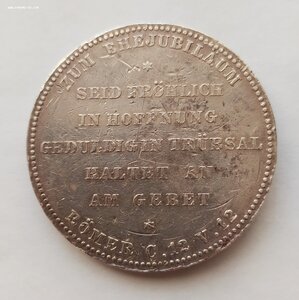 ZUM EHEJUBILÄUM
SEID FRÖHLICH
IN HOFFNUNG
GEDULDIG IN TRÜBSAL
HALTET AN
AM GEBET
RÖMER C. 12 V. 12